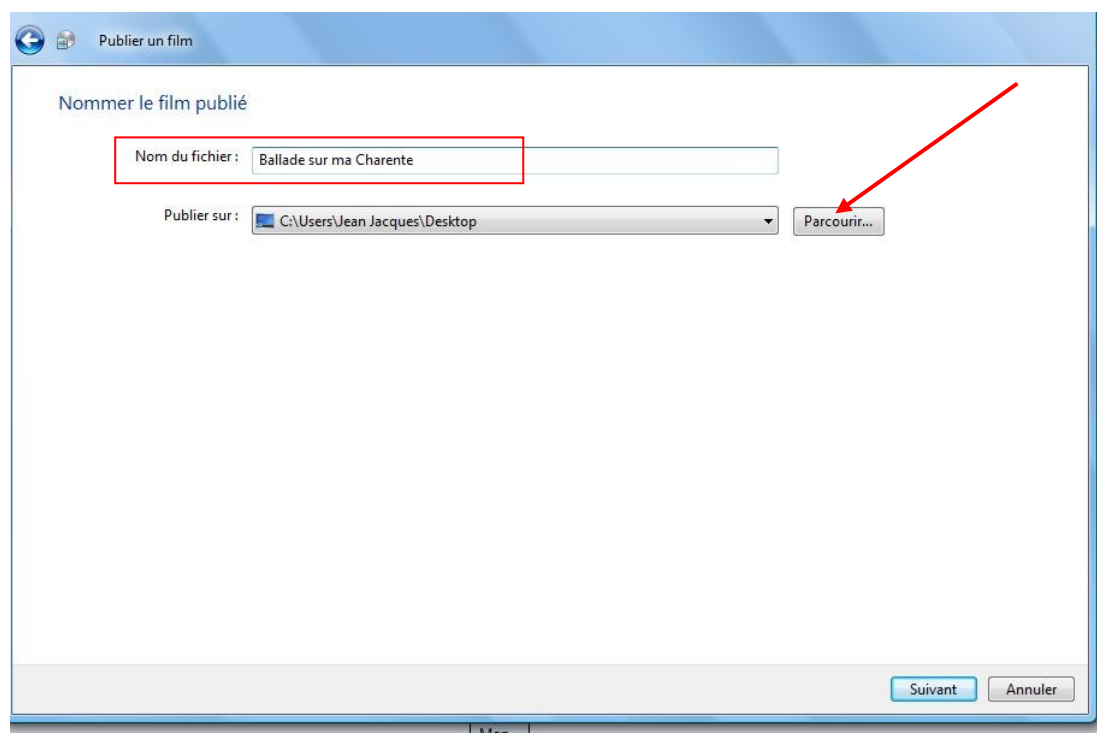 Publier un film
Nommer le film publié
Nom du fichier : Ballade sur ma Charente
Publier sur : C:\Users\Jean Jacques\Desktop Parcourir...
Suivant Annuler